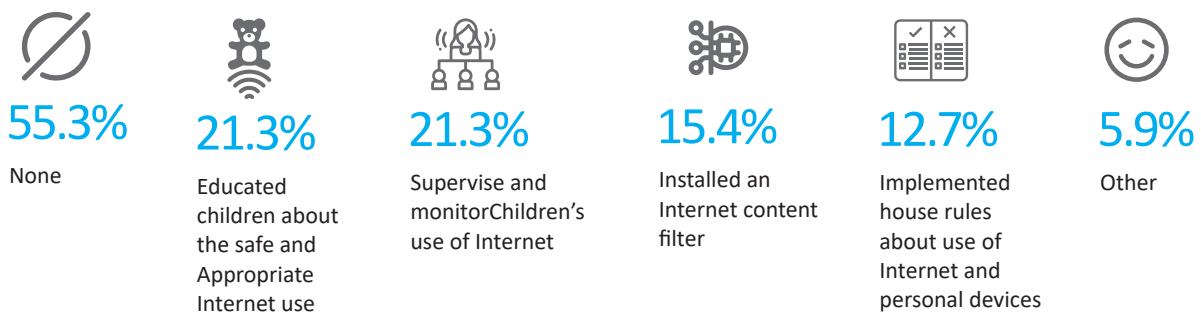 55.3%
None
21.3%
Educated
children about
the safe and
Appropriate
Internet use
21.3%
Supervise and
monitorChildren’s
use of Internet
15.4%
Installed an
Internet content
filter
12.7%
Implemented
house rules
about use of
Internet and
personal devices
5.9%
Other